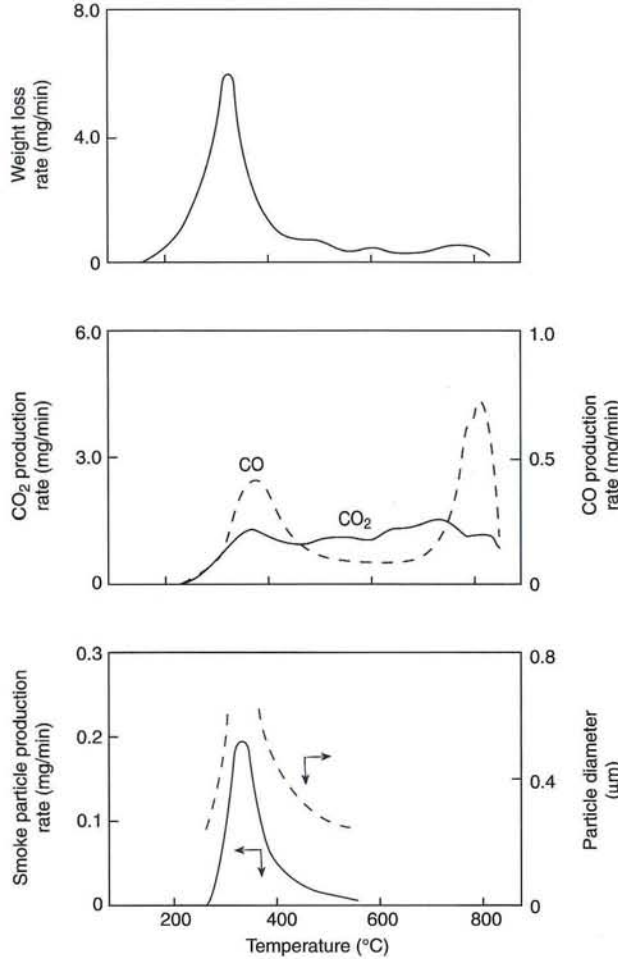 8.0
4.0
0
Weight loss
rate (mg/min)
6.0
3.0
0
CO₂ production
rate (mg/min)
CO
CO₂
1.0
0.5
0
CO production
rate (mg/min)
0.3
0.2
0.1
0
Smoke particle production
rate (mg/min)
0.8
0.4
0
Particle diameter
(μm)
200 400 600 800
Temperature (°C)